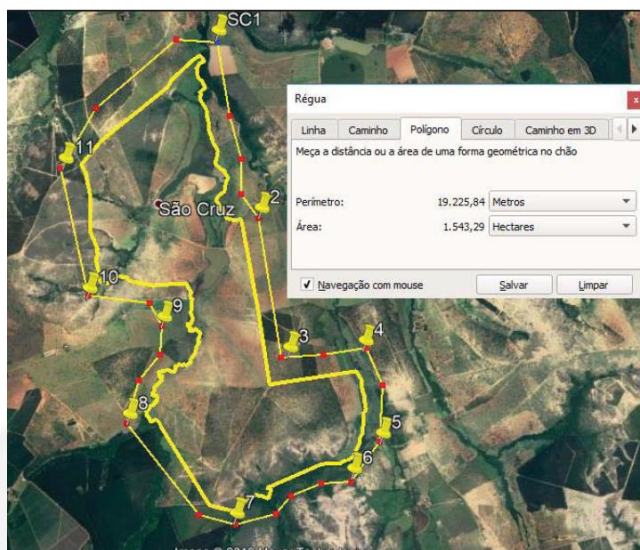 SC1
Régua
x
Linha Caminho Polígono Círculo Caminho em 3D
Meça a distância ou a área de uma forma geométrica no chão
Perímetro: 19.225,84 Metros
Área: 1.543,29 Hectares
Navegação com mouse Salvar Limpar
11
2
São Cruz
10
9
3
4
8
5
6
7